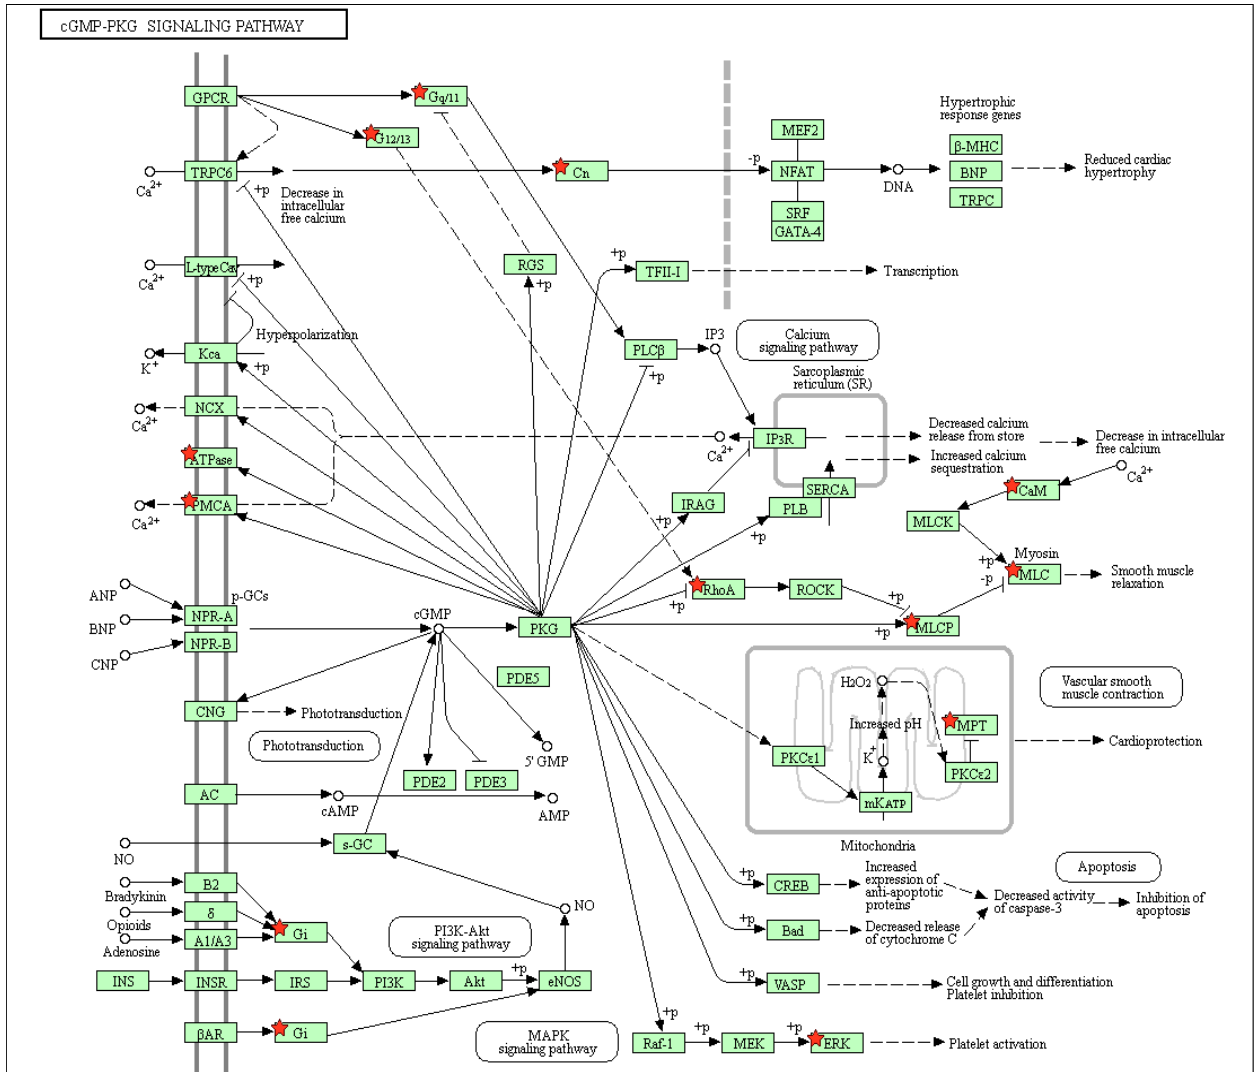 cGMP-PKG SIGNALING PATHWAY
GPCR
Gq/11
G12/13
Hypertrophic
response genes
MEF2
β-MHC
TRPC6
Cn
-p
NFAT
DNA
BNP
Reduced cardiac
hypertrophy
Ca2+
+p
Decrease in
intracellular
free calcium
TRPC
SRF
GATA-4
L-typeCav
Ca2+
+p
RGS
+p
+p
TFII-I
Transcription
Hyperpolarization
Kca
K+
+p
PLCβ
+p
IP3
Calcium
signaling pathway
Sarcoplasmic
reticulum (SR)
NCX
Ca2+
Ca2+
IP3R
Decreased calcium
release from store
Decrease in intracellular
free calcium
Increased calcium
sequestration
ATPase
PMCA
Ca2+
IRAG
+p
SERCA
PLB
+p
CaM
Ca2+
MLCK
+p
-p
Myosin
MLC
Smooth muscle
relaxation
ANP
BNP
CNP
p-GCs
NPR-A
NPR-B
cGMP
PKG
RhoA
+p
ROCK
+p
MLCP
+p
PDE5
CNG
Phototransduction
Phototransduction
5' GMP
PDE2
PDE3
H2O2
Increased pH
K+
MPT
PKCε1
PKCε2
mKATP
Mitochondria
Vascular smooth
muscle contraction
Cardioprotection
AC
cAMP
AMP
NO
s-GC
B2
Bradykinin
δ
Opioids
A1/A3
Adenosine
Gi
NO
PI3K-Akt
signaling pathway
INS
INSR
IRS
PI3K
Akt
+p
eNOS
βAR
Gi
MAPK
signaling pathway
+p
CREB
Increased
expression of
anti-apoptotic
proteins
Apoptosis
Decreased activity
of caspase-3
Inhibition of
apoptosis
+p
Bad
Decreased release
of cytochrome C
+p
VASP
Cell growth and differentiation
Platelet inhibition
+p
Raf-1
+p
MEK
+p
ERK
Platelet activation